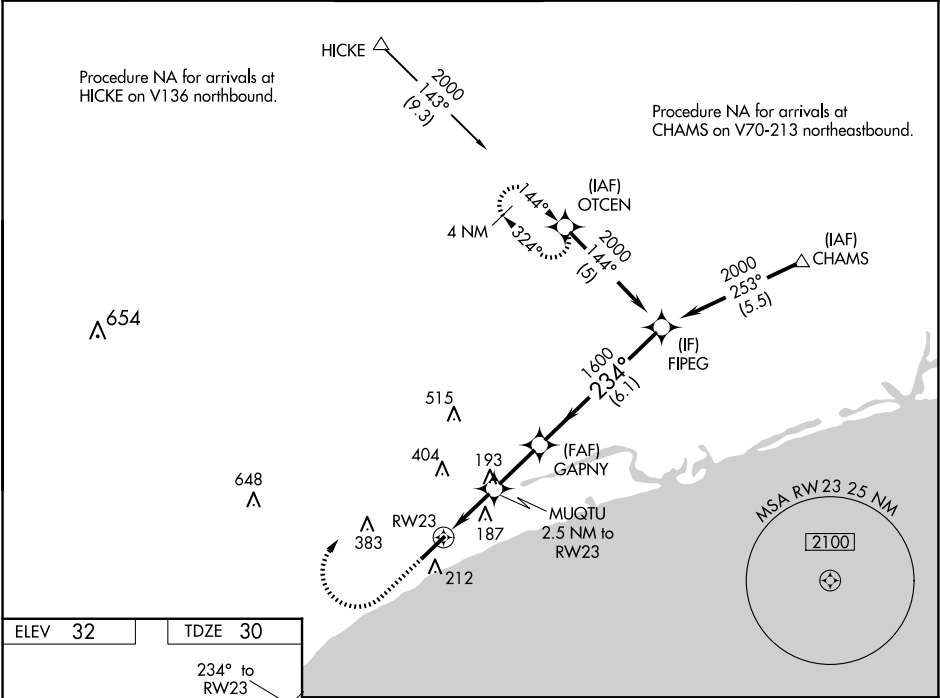 HICKE
2000
143°
(9.3)
Procedure NA for arrivals at
HICKE on V136 northbound.
Procedure NA for arrivals at
CHAMS on V70-213 northeastbound.
(IAF)
OTCEN
144°
324°
4 NM
2000
144°
(5)
(IAF)
CHAMS
2000
253°
(5.5)
(IF)
FIPEG
654
1600
234°
(6.1)
515
(FAF)
GAPNY
404
193
648
MUQTU
2.5 NM to
RW23
RW23
383
187
212
MSA RW23 25 NM
2100
ELEV 32
TDZE 30
234° to
RW23